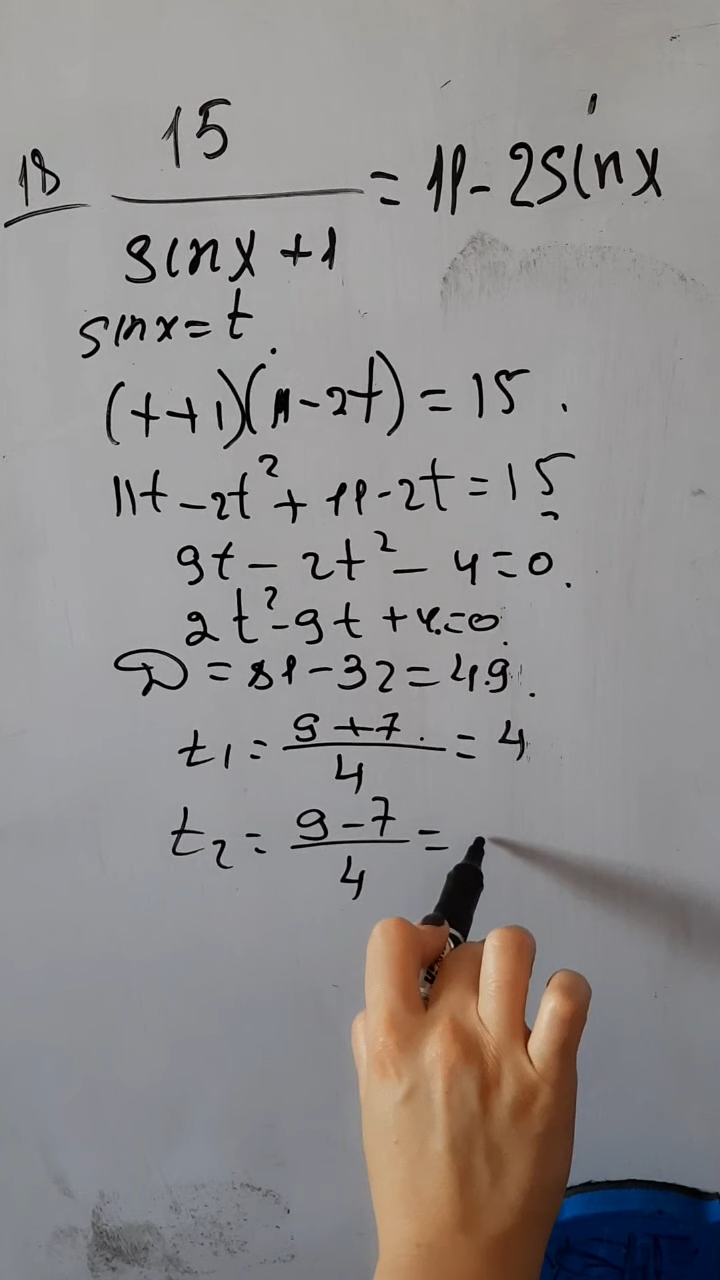 18 15/(sinx+1) = 11-2sinx
sinx=t.
(t+1)(11-2t)=15.
11t-2t²+11-2t=15
9t-2t²-4=0.
2t²-9t+4=0.
D=81-32=49.
t₁=(9+7)/4=4
t₂=(9-7)/4=